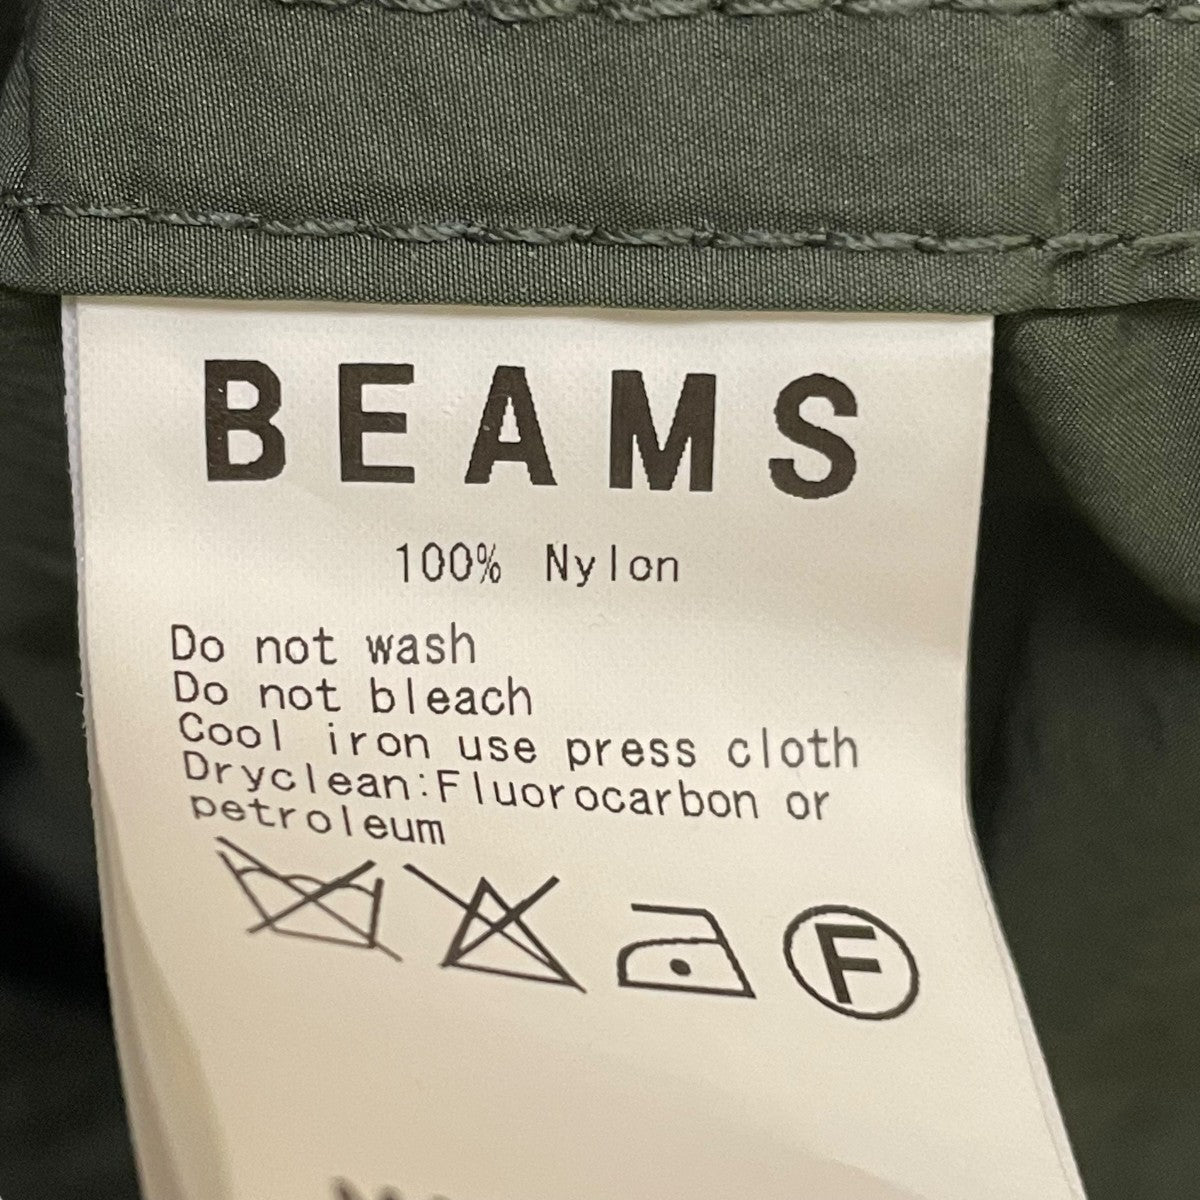 BEAMS
100% Nylon
Do not wash
Do not bleach
Cool iron use press cloth
Dryclean:Fluorocarbon or
petroleum
F